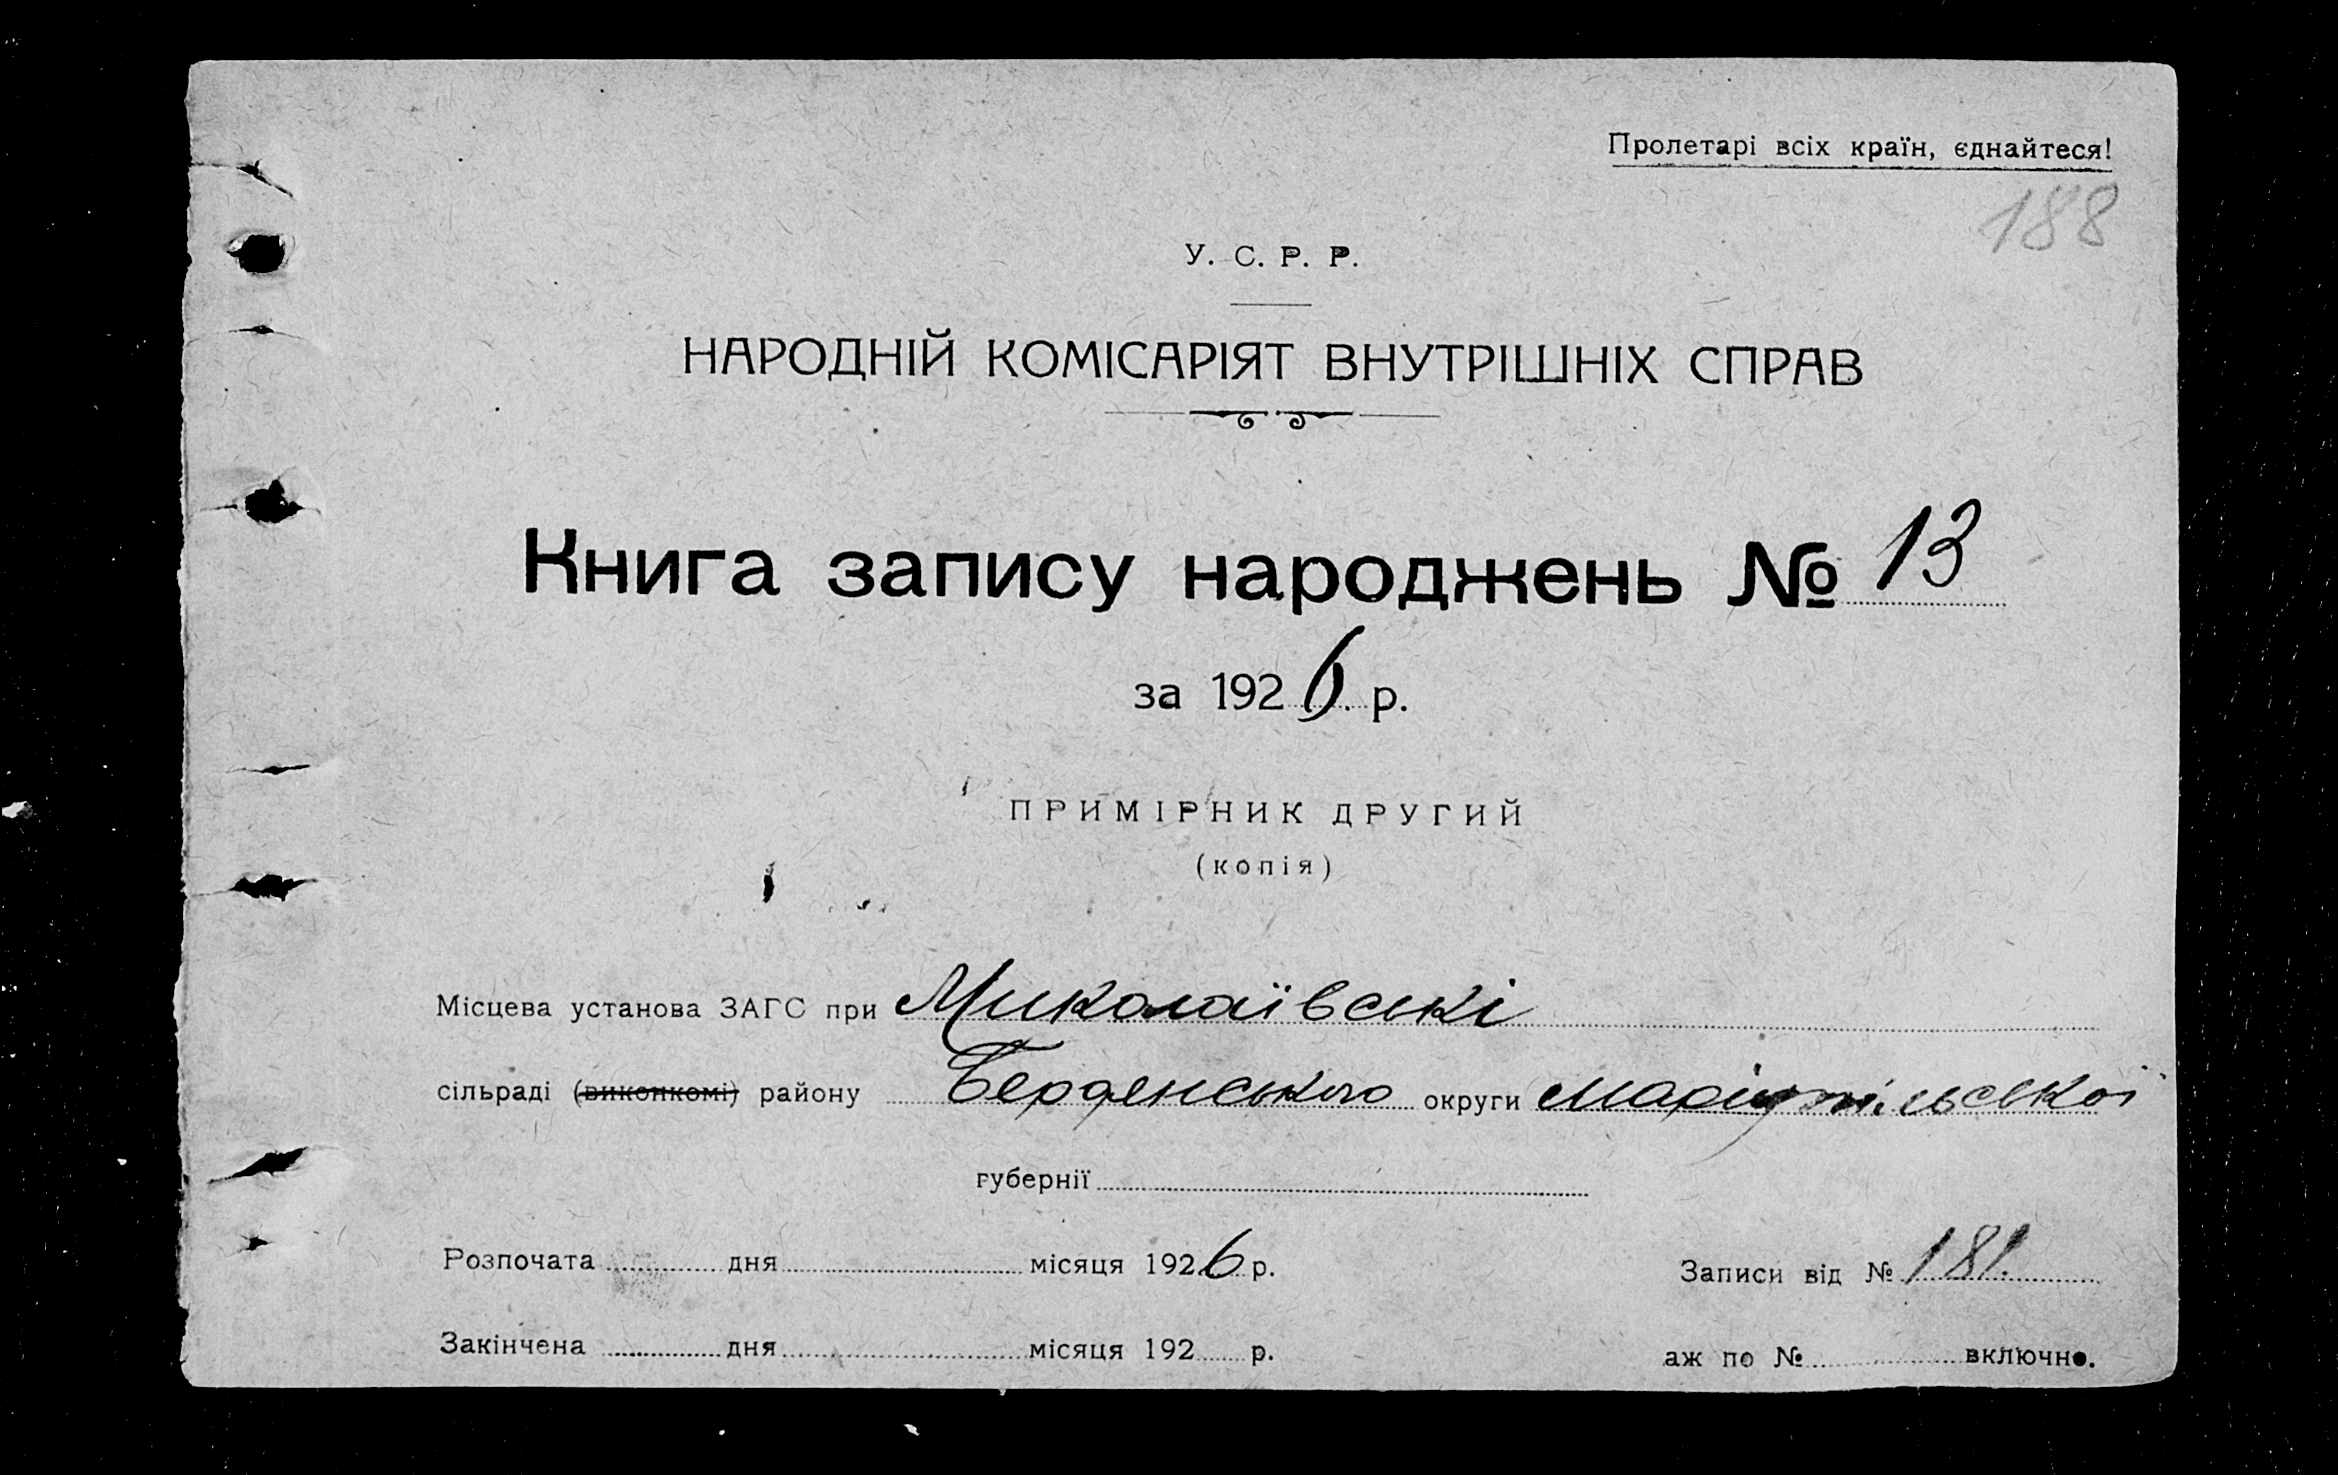 Пролетарі всіх країн, єднайтеся!
188
У. С. Р. Р.
НАРОДНІЙ КОМІСАРІЯТ ВНУТРІШНІХ СПРАВ
Книга запису народжень № 13
за 1926 р.
ПРИМІРНИК ДРУГИЙ
(копія)
Місцева установа ЗАГС при Миколаївські
сільраді (виконкомі) району Бердянського округи Маріупільської
губернії
Розпочата дня місяця 1926 р. Записи від № 181.
Закінчена дня місяця 192 р. аж по № включно.